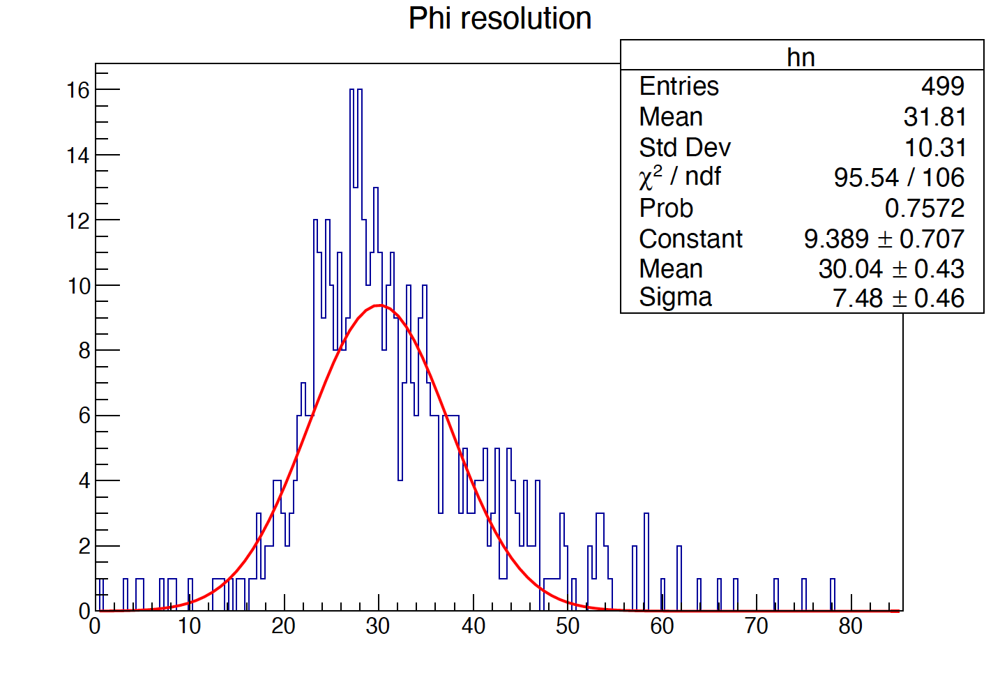 Phi resolution
hn
Entries 499
Mean 31.81
Std Dev 10.31
χ² / ndf 95.54 / 106
Prob 0.7572
Constant 9.389 ± 0.707
Mean 30.04 ± 0.43
Sigma 7.48 ± 0.46
16
14
12
10
8
6
4
2
0
0 10 20 30 40 50 60 70 80